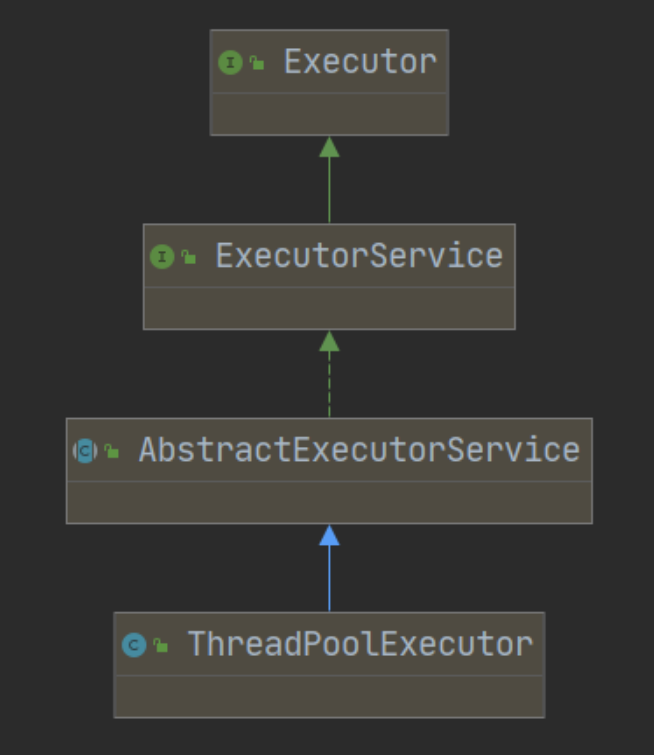 I Executor
I ExecutorService
C AbstractExecutorService
C ThreadPoolExecutor